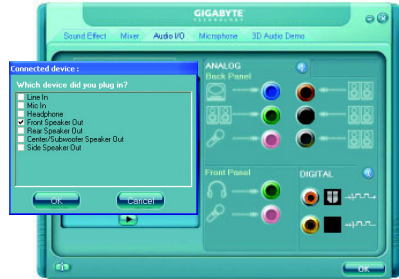 GIGABYTE
TECHNOLOGY
Sound Effect
Mixer
Audio I/O
Microphone
3D Audio Demo
Connected device :
Which device did you plug in?
Line In
Mic In
Headphone
Front Speaker Out
Rear Speaker Out
Center/Subwoofer Speaker Out
Side Speaker Out
OK
Cancel
ANALOG
Back Panel
Front Panel
DIGITAL
OK